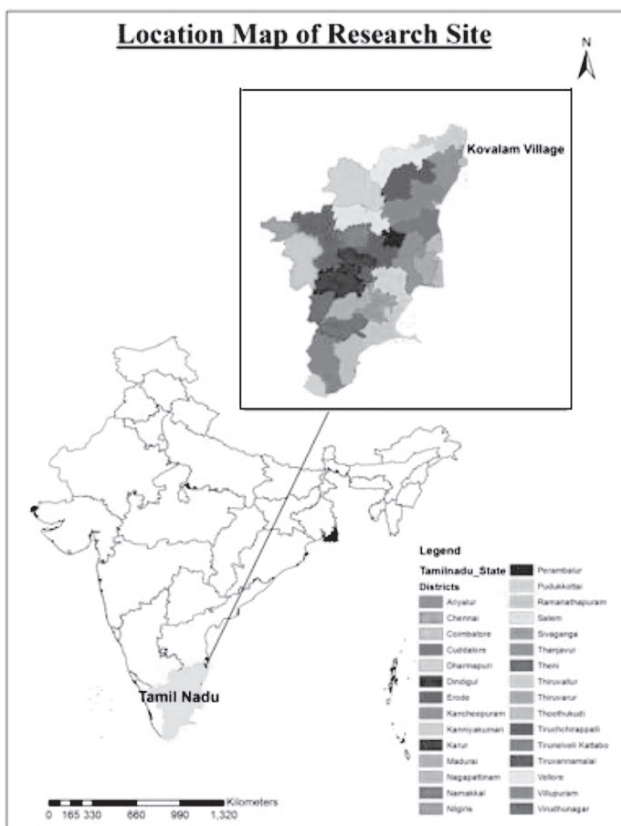 Location Map of Research Site
N
Kovalam Village
Tamil Nadu
Legend
Tamilnadu_State
Districts
Ariyalur
Chennai
Coimbatore
Cuddalore
Dharmapuri
Dindigul
Erode
Kancheepuram
Kanniyakumari
Karur
Madurai
Nagapattinam
Namakkal
Nilgiris
Perambalur
Pudukkottai
Ramanathapuram
Salem
Sivaganga
Thanjavur
Theni
Thiruvallur
Thiruvarur
Thoothukudi
Tiruchchirappalli
Tirunelveli Kattabo
Tiruvannamalai
Vellore
Villupuram
Virudhunagar
Kilometers
0 165 330 660 990 1,320